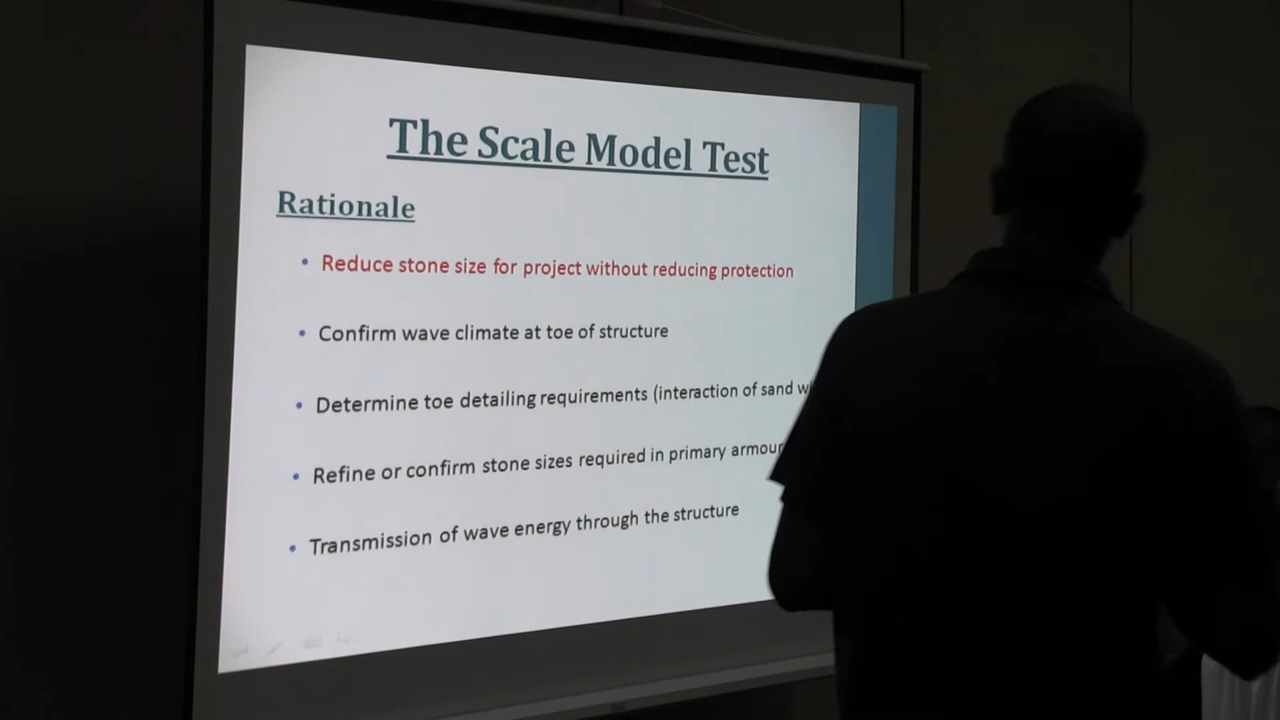 The Scale Model Test
Rationale
• Reduce stone size for project without reducing protection
• Confirm wave climate at toe of structure
• Determine toe detailing requirements (interaction of sand
• Refine or confirm stone sizes required in primary armour
• Transmission of wave energy through the structure